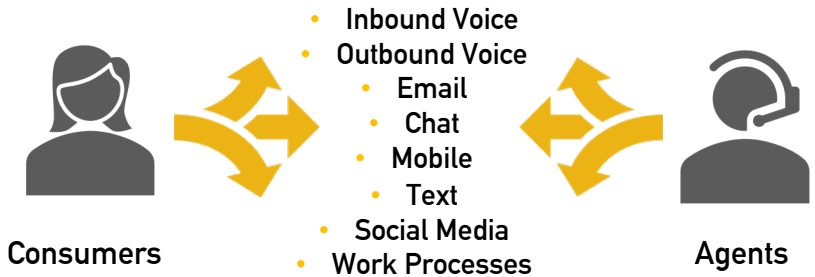 • Inbound Voice
• Outbound Voice
• Email
• Chat
• Mobile
• Text
• Social Media
• Work Processes
Consumers
Agents